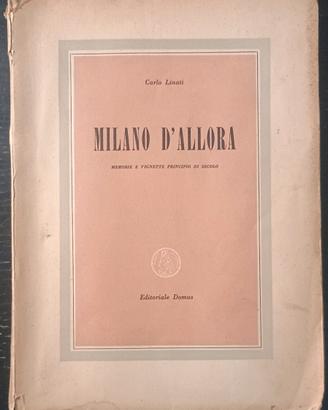 Carlo Linati
MILANO D'ALLORA
MEMORIE E VIGNETTE PRINCIPIO DI SECOLO
Editoriale Domus